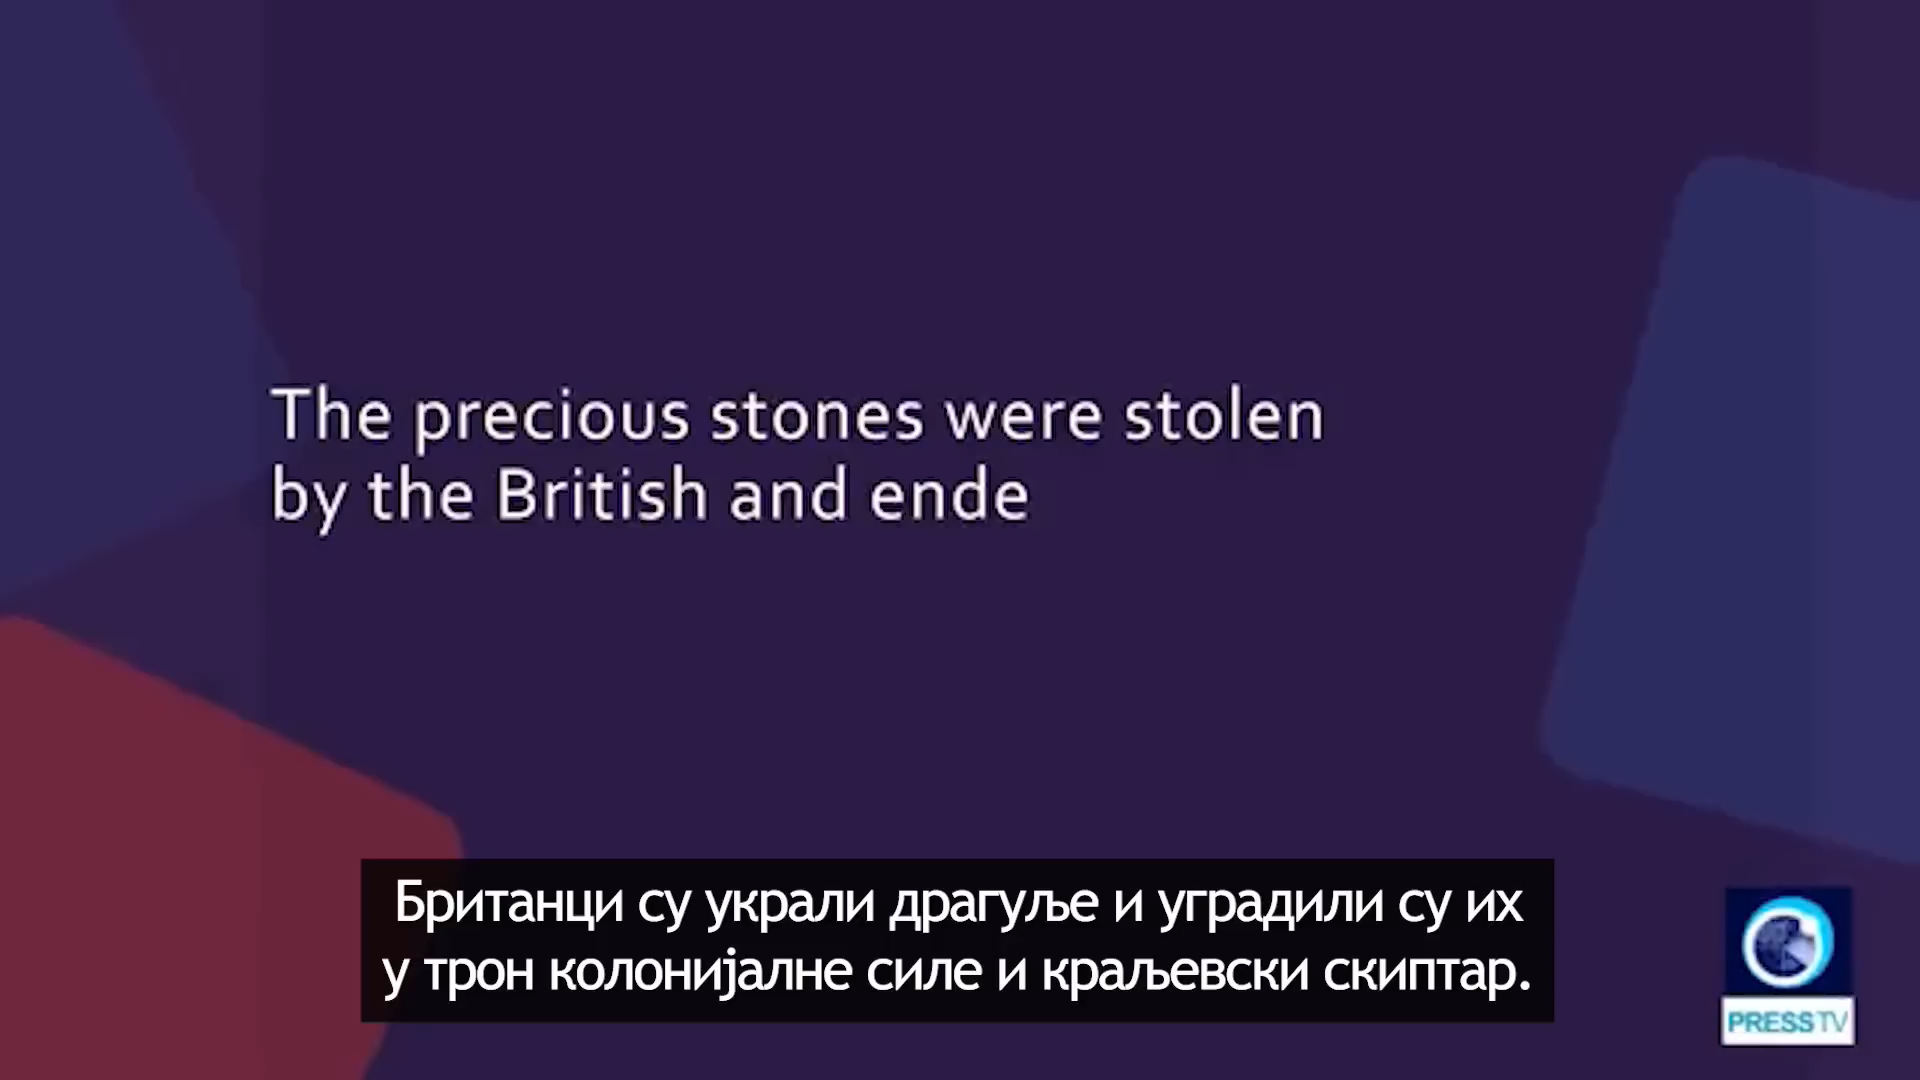 The precious stones were stolen
by the British and ende
Британци су украли драгуље и уградили су их
у трон колонијалне силе и краљевски скиптар.
PRESSTV